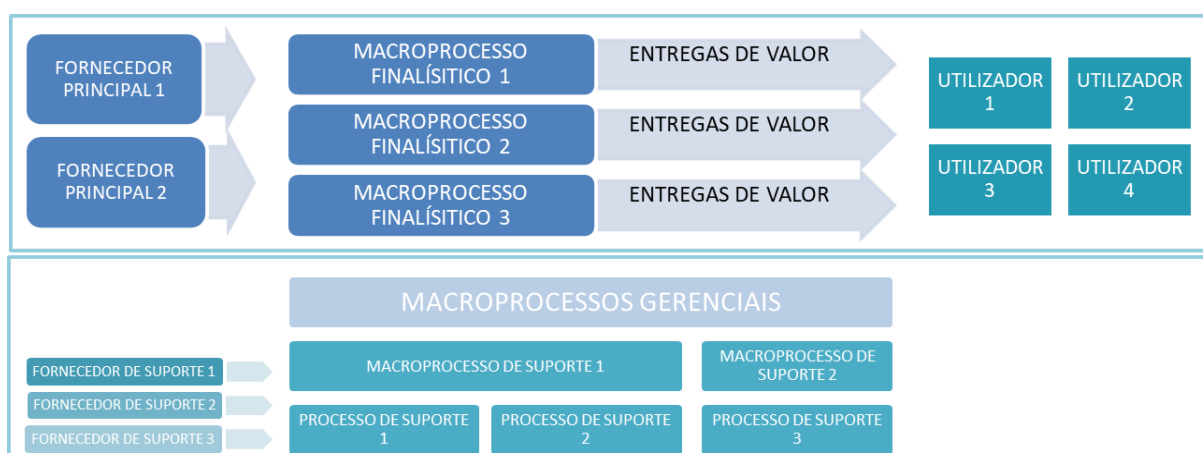 FORNECEDOR
PRINCIPAL 1
FORNECEDOR
PRINCIPAL 2
MACROPROCESSO
FINALÍSITICO 1
ENTREGAS DE VALOR
MACROPROCESSO
FINALÍSITICO 2
ENTREGAS DE VALOR
MACROPROCESSO
FINALÍSITICO 3
ENTREGAS DE VALOR
UTILIZADOR
1
UTILIZADOR
2
UTILIZADOR
3
UTILIZADOR
4
MACROPROCESSOS GERENCIAIS
FORNECEDOR DE SUPORTE 1
FORNECEDOR DE SUPORTE 2
FORNECEDOR DE SUPORTE 3
MACROPROCESSO DE SUPORTE 1
MACROPROCESSO DE
SUPORTE 2
PROCESSO DE SUPORTE
1
PROCESSO DE SUPORTE
2
PROCESSO DE SUPORTE
3